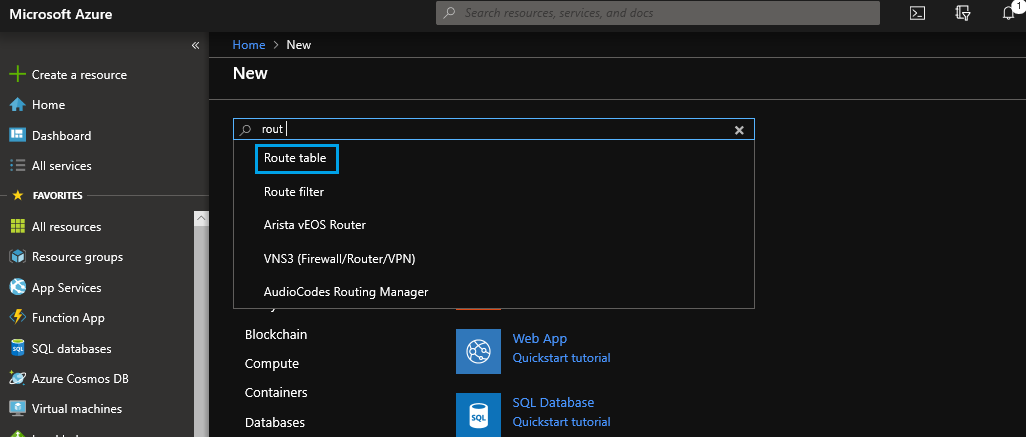 Microsoft Azure
Search resources, services, and docs
1
«
Home > New
New
Create a resource
Home
Dashboard
All services
FAVORITES
All resources
Resource groups
App Services
Function App
SQL databases
Azure Cosmos DB
Virtual machines
rout
Route table
Route filter
Arista vEOS Router
VNS3 (Firewall/Router/VPN)
AudioCodes Routing Manager
Blockchain
Compute
Containers
Databases
Web App
Quickstart tutorial
SQL
SQL Database
Quickstart tutorial